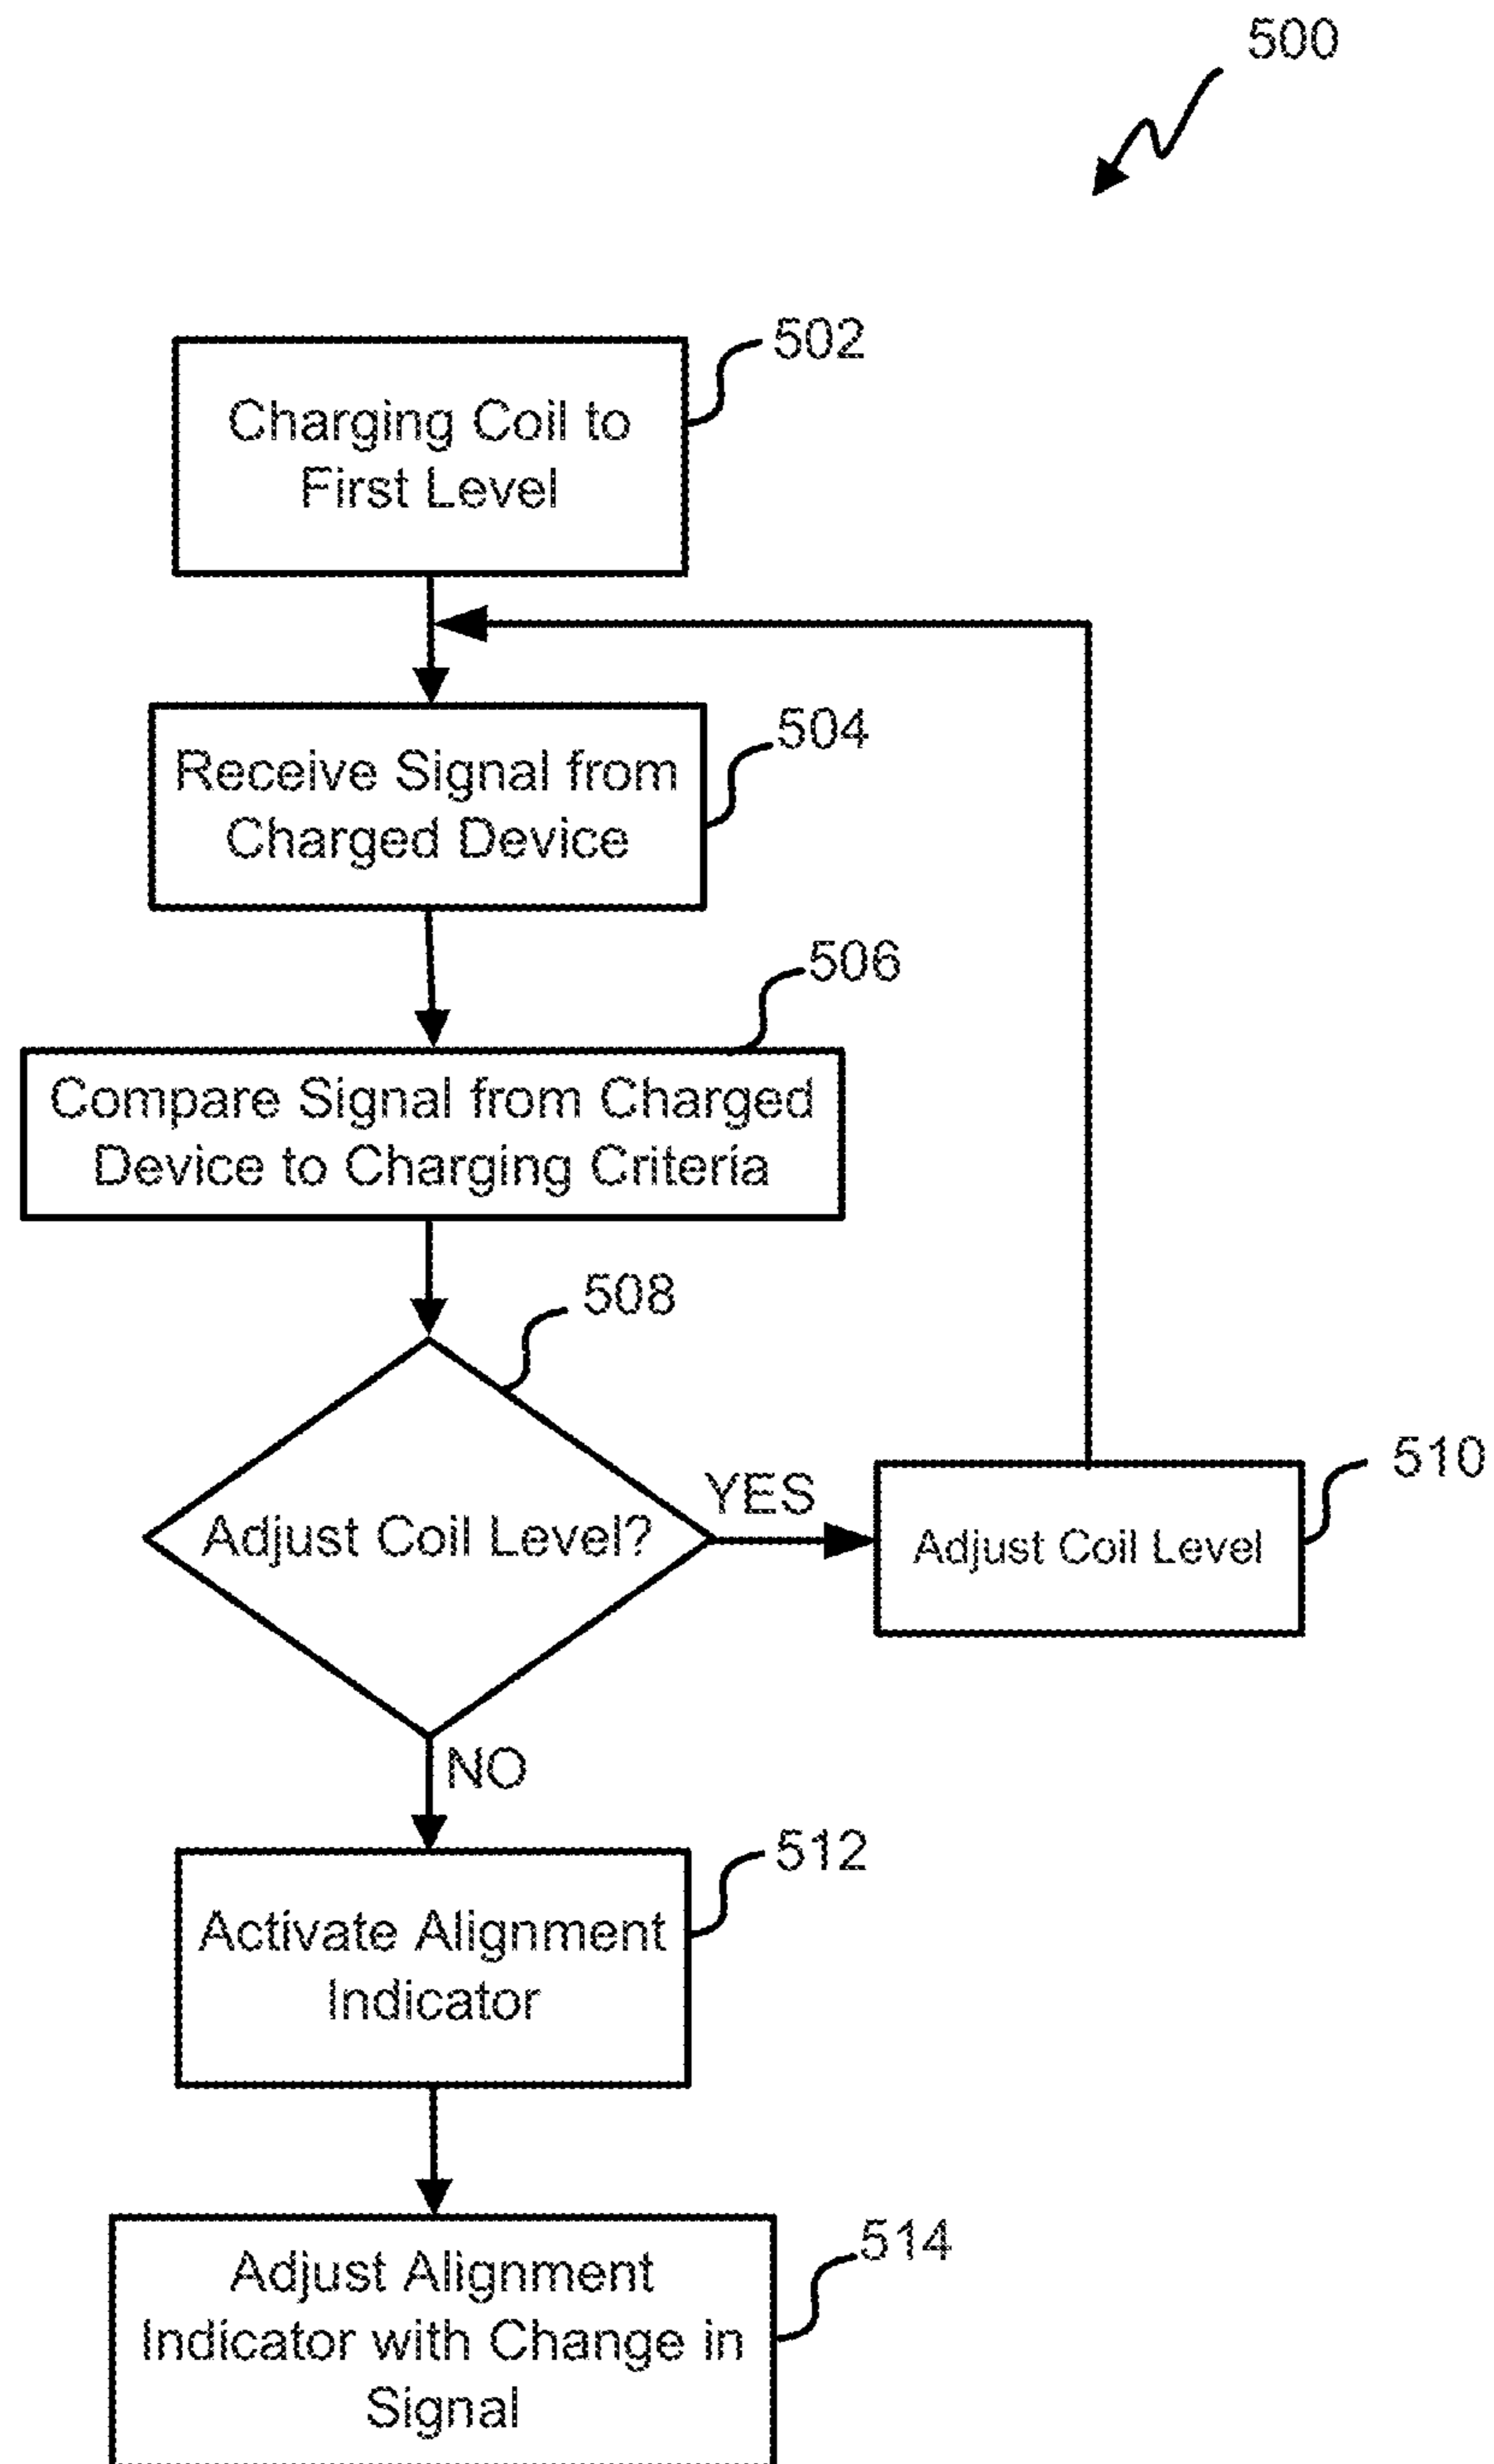 500
502
Charging Coil to
First Level
504
Receive Signal from
Charged Device
506
Compare Signal from Charged
Device to Charging Criteria
508
Adjust Coil Level?
YES
510
Adjust Coil Level
NO
512
Activate Alignment
Indicator
514
Adjust Alignment
Indicator with Change in
Signal